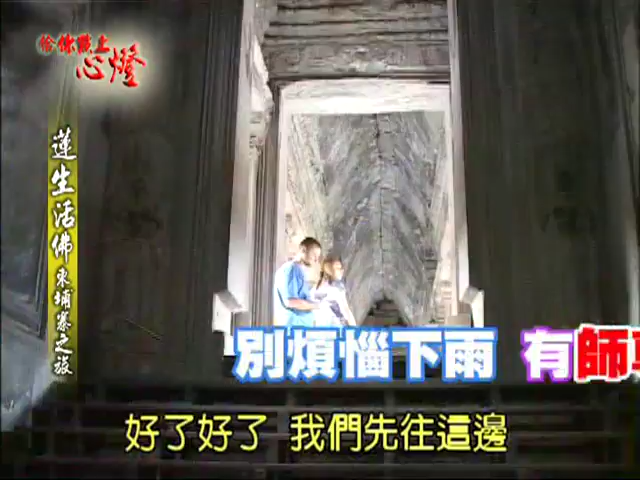 給你點上
心燈
蓮生活佛柬埔寨之旅
別煩惱下雨 有師
好了好了 我們先往這邊